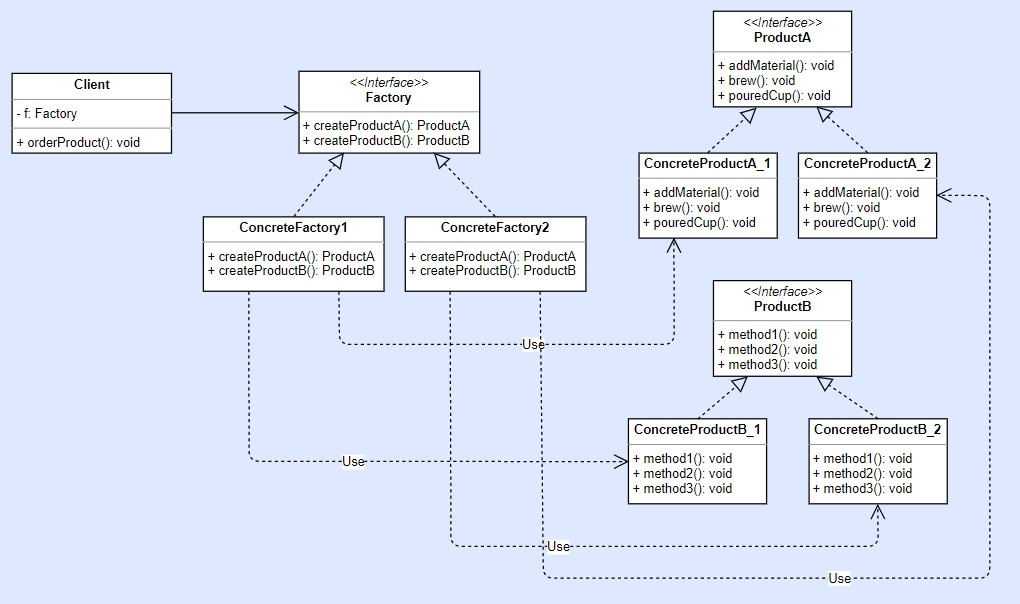 Client
- f: Factory
+ orderProduct(): void
<<Interface>>
Factory
+ createProductA(): ProductA
+ createProductB(): ProductB
ConcreteFactory1
+ createProductA(): ProductA
+ createProductB(): ProductB
ConcreteFactory2
+ createProductA(): ProductA
+ createProductB(): ProductB
<<Interface>>
ProductA
+ addMaterial(): void
+ brew(): void
+ pouredCup(): void
ConcreteProductA_1
+ addMaterial(): void
+ brew(): void
+ pouredCup(): void
ConcreteProductA_2
+ addMaterial(): void
+ brew(): void
+ pouredCup(): void
<<Interface>>
ProductB
+ method1(): void
+ method2(): void
+ method3(): void
ConcreteProductB_1
+ method1(): void
+ method2(): void
+ method3(): void
ConcreteProductB_2
+ method1(): void
+ method2(): void
+ method3(): void
Use
Use
Use
Use